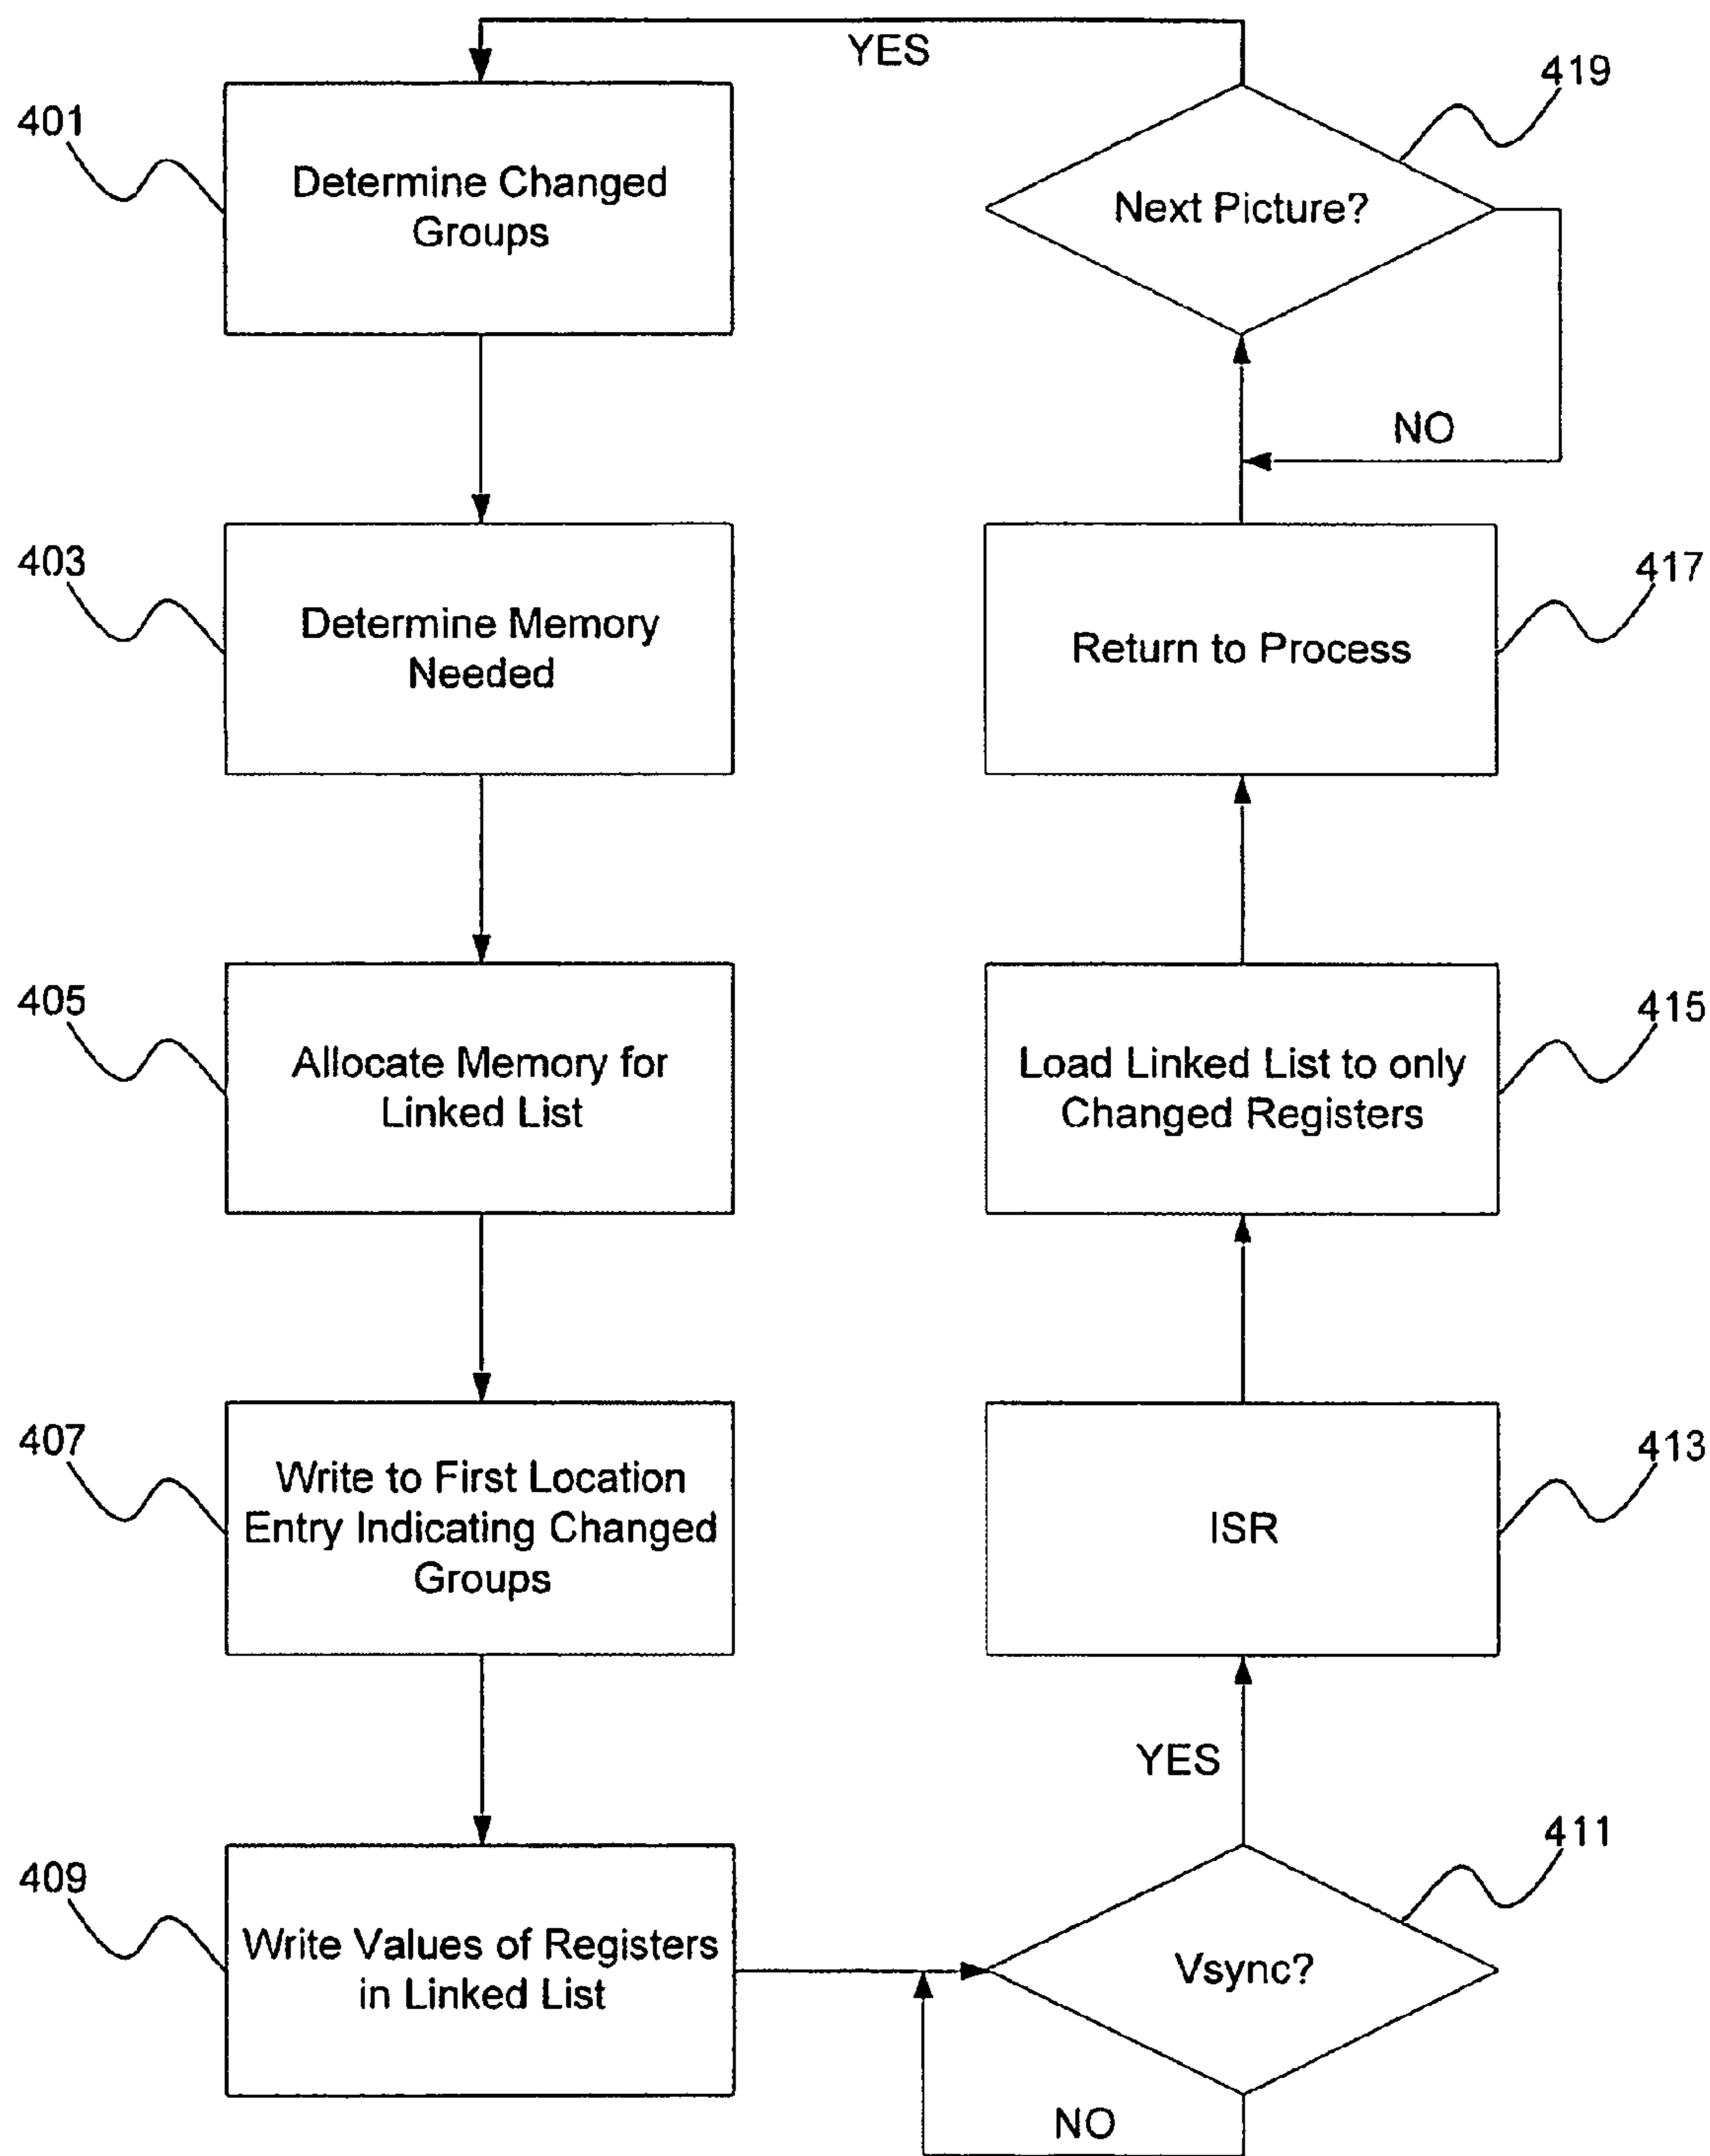 YES
419
401
Determine Changed
Groups
Next Picture?
NO
403
Determine Memory
Needed
417
Return to Process
405
Allocate Memory for
Linked List
415
Load Linked List to only
Changed Registers
407
Write to First Location
Entry Indicating Changed
Groups
413
ISR
YES
411
409
Write Values of Registers
in Linked List
Vsync?
NO